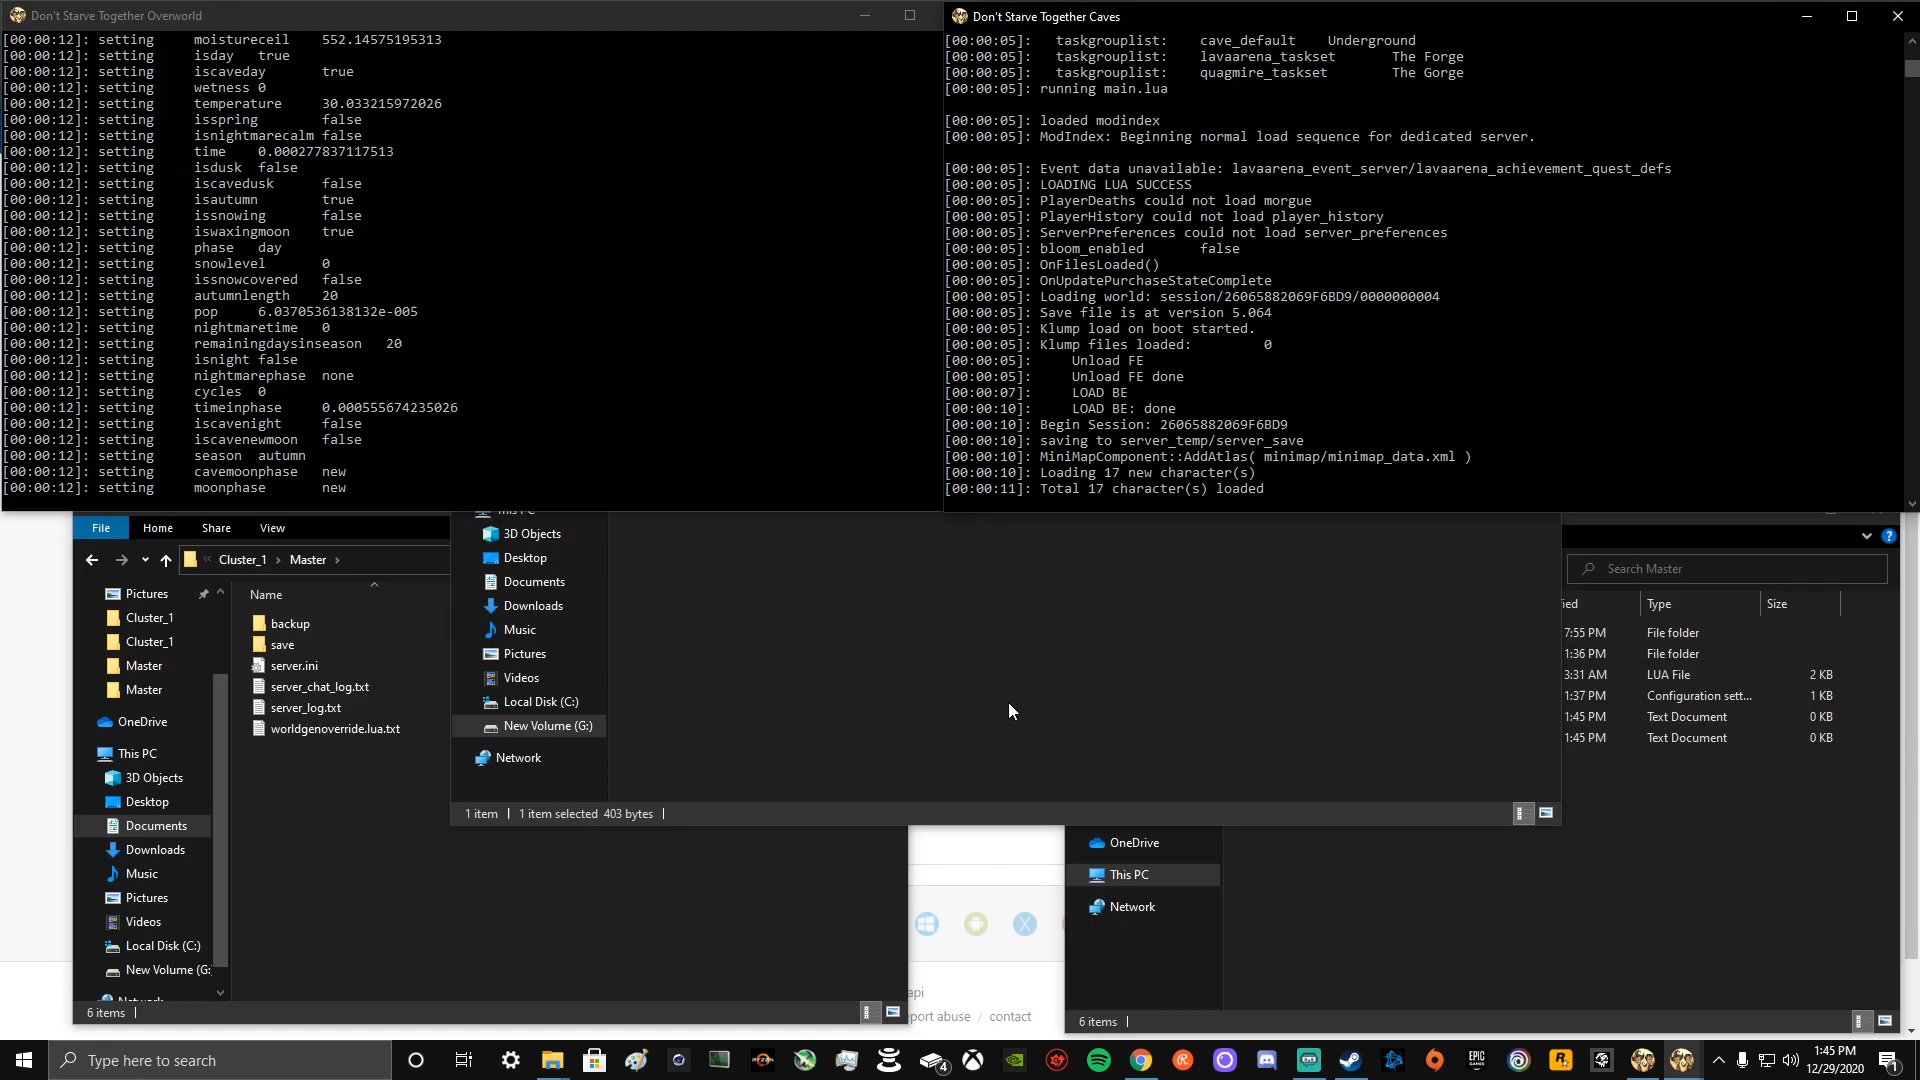 Don't Starve Together Overworld
[00:00:12]: setting moistureceil 552.14575195313
[00:00:12]: setting isday true
[00:00:12]: setting iscaveday true
[00:00:12]: setting wetness 0
[00:00:12]: setting temperature 30.033215972026
[00:00:12]: setting isspring false
[00:00:12]: setting isnightmarecalm false
[00:00:12]: setting time 0.000277837117513
[00:00:12]: setting isdusk false
[00:00:12]: setting iscavedusk false
[00:00:12]: setting isautumn true
[00:00:12]: setting issnowing false
[00:00:12]: setting iswaxingmoon true
[00:00:12]: setting phase day
[00:00:12]: setting snowlevel 0
[00:00:12]: setting issnowcovered false
[00:00:12]: setting autumnlength 20
[00:00:12]: setting pop 6.0370536138132e-005
[00:00:12]: setting nightmaretime 0
[00:00:12]: setting remainingdaysinseason 20
[00:00:12]: setting isnight false
[00:00:12]: setting nightmarephase none
[00:00:12]: setting cycles 0
[00:00:12]: setting timeinphase 0.000555674235026
[00:00:12]: setting iscavenight false
[00:00:12]: setting iscavenewmoon false
[00:00:12]: setting season autumn
[00:00:12]: setting cavemoonphase new
[00:00:12]: setting moonphase new
Don't Starve Together Caves
[00:00:05]: taskgrouplist: cave_default Underground
[00:00:05]: taskgrouplist: lavaarena_taskset The Forge
[00:00:05]: taskgrouplist: quagmire_taskset The Gorge
[00:00:05]: running main.lua
[00:00:05]: loaded modindex
[00:00:05]: ModIndex: Beginning normal load sequence for dedicated server.
[00:00:05]: Event data unavailable: lavaarena_event_server/lavaarena_achievement_quest_defs
[00:00:05]: LOADING LUA SUCCESS
[00:00:05]: PlayerDeaths could not load morgue
[00:00:05]: PlayerHistory could not load player_history
[00:00:05]: ServerPreferences could not load server_preferences
[00:00:05]: bloom_enabled false
[00:00:05]: OnFilesLoaded()
[00:00:05]: OnUpdatePurchaseStateComplete
[00:00:05]: Loading world: session/26065882069F6BD9/0000000004
[00:00:05]: Save file is at version 5.064
[00:00:05]: Klump load on boot started.
[00:00:05]: Klump files loaded: 0
[00:00:05]: Unload FE
[00:00:05]: Unload FE done
[00:00:07]: LOAD BE
[00:00:10]: LOAD BE: done
[00:00:10]: Begin Session: 26065882069F6BD9
[00:00:10]: saving to server_temp/server_save
[00:00:10]: MiniMapComponent::AddAtlas( minimap/minimap_data.xml )
[00:00:10]: Loading 17 new character(s)
[00:00:11]: Total 17 character(s) loaded
File Home Share View
Cluster_1 Master
Pictures
Cluster_1
Cluster_1
Master
Master
OneDrive
This PC
3D Objects
Desktop
Documents
Downloads
Music
Pictures
Videos
Local Disk (C:)
New Volume (G:
Network
6 items
Name
backup
save
server.ini
server_chat_log.txt
server_log.txt
worldgenoverride.lua.txt
This PC
3D Objects
Desktop
Documents
Downloads
Music
Pictures
Videos
Local Disk (C:)
New Volume (G:)
Network
1 item 1 item selected 403 bytes
Search Master
ied Type Size
7:55 PM File folder
1:36 PM File folder
3:31 AM LUA File 2 KB
1:37 PM Configuration sett... 1 KB
1:45 PM Text Document 0 KB
1:45 PM Text Document 0 KB
OneDrive
This PC
Network
6 items
api
port abuse / contact
Type here to search
4
EPIC GAMES
1:45 PM
12/29/2020
1